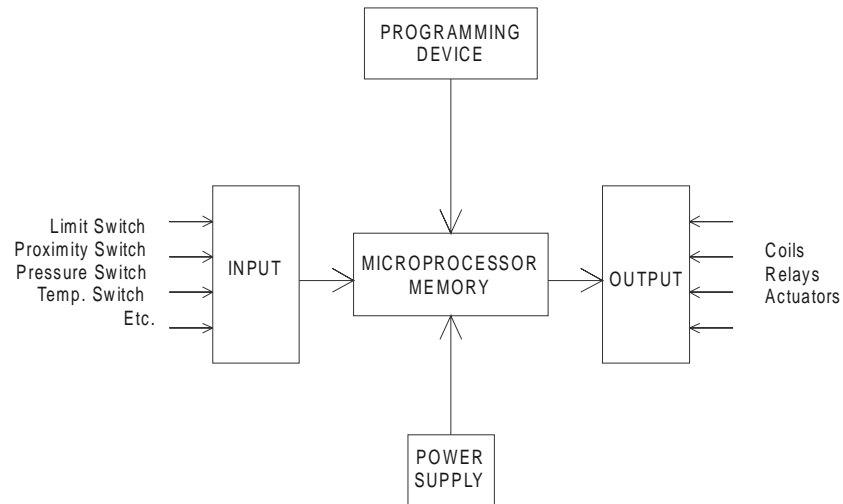 PROGRAMMING
DEVICE
Limit Switch
Proximity Switch
Pressure Switch
Temp. Switch
Etc.
INPUT
MICROPROCESSOR
MEMORY
OUTPUT
Coils
Relays
Actuators
POWER
SUPPLY